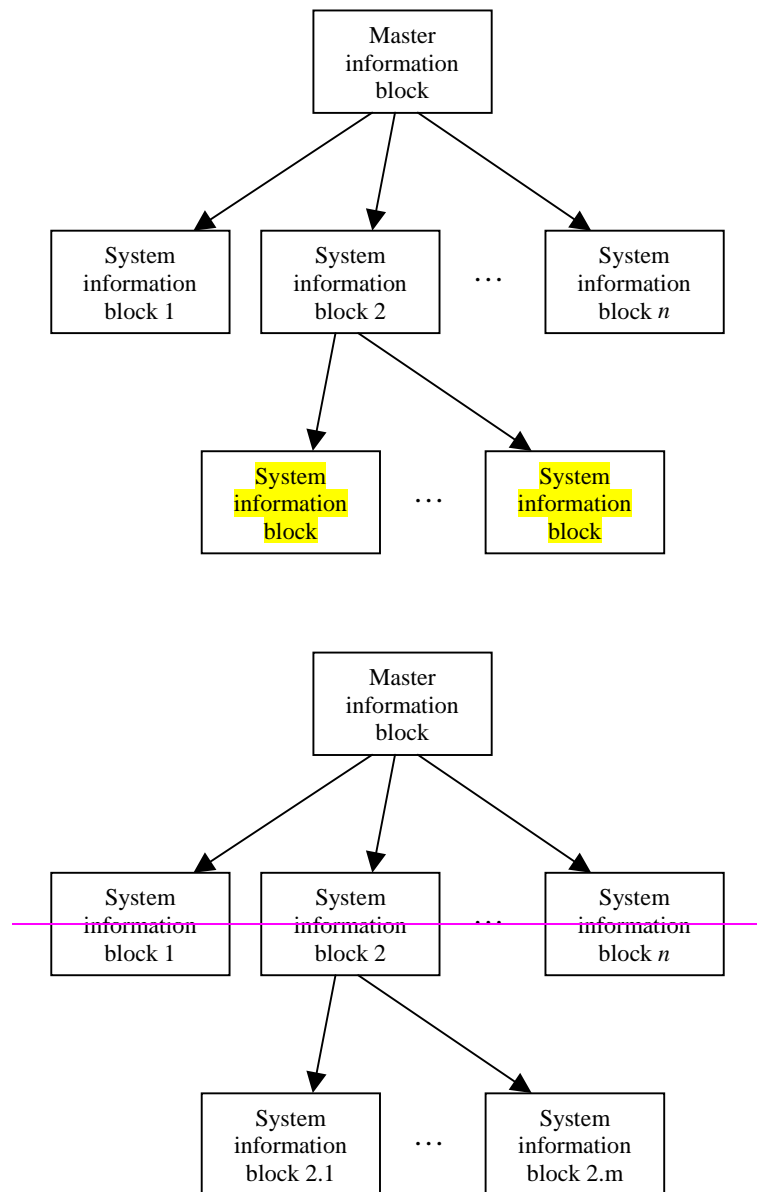 Master
information
block
System
information
block 1
System
information
block 2
…
System
information
block n
System
information
block
…
System
information
block
Master
information
block
System
information
block 1
System
information
block 2
…
System
information
block n
System
information
block 2.1
…
System
information
block 2.m